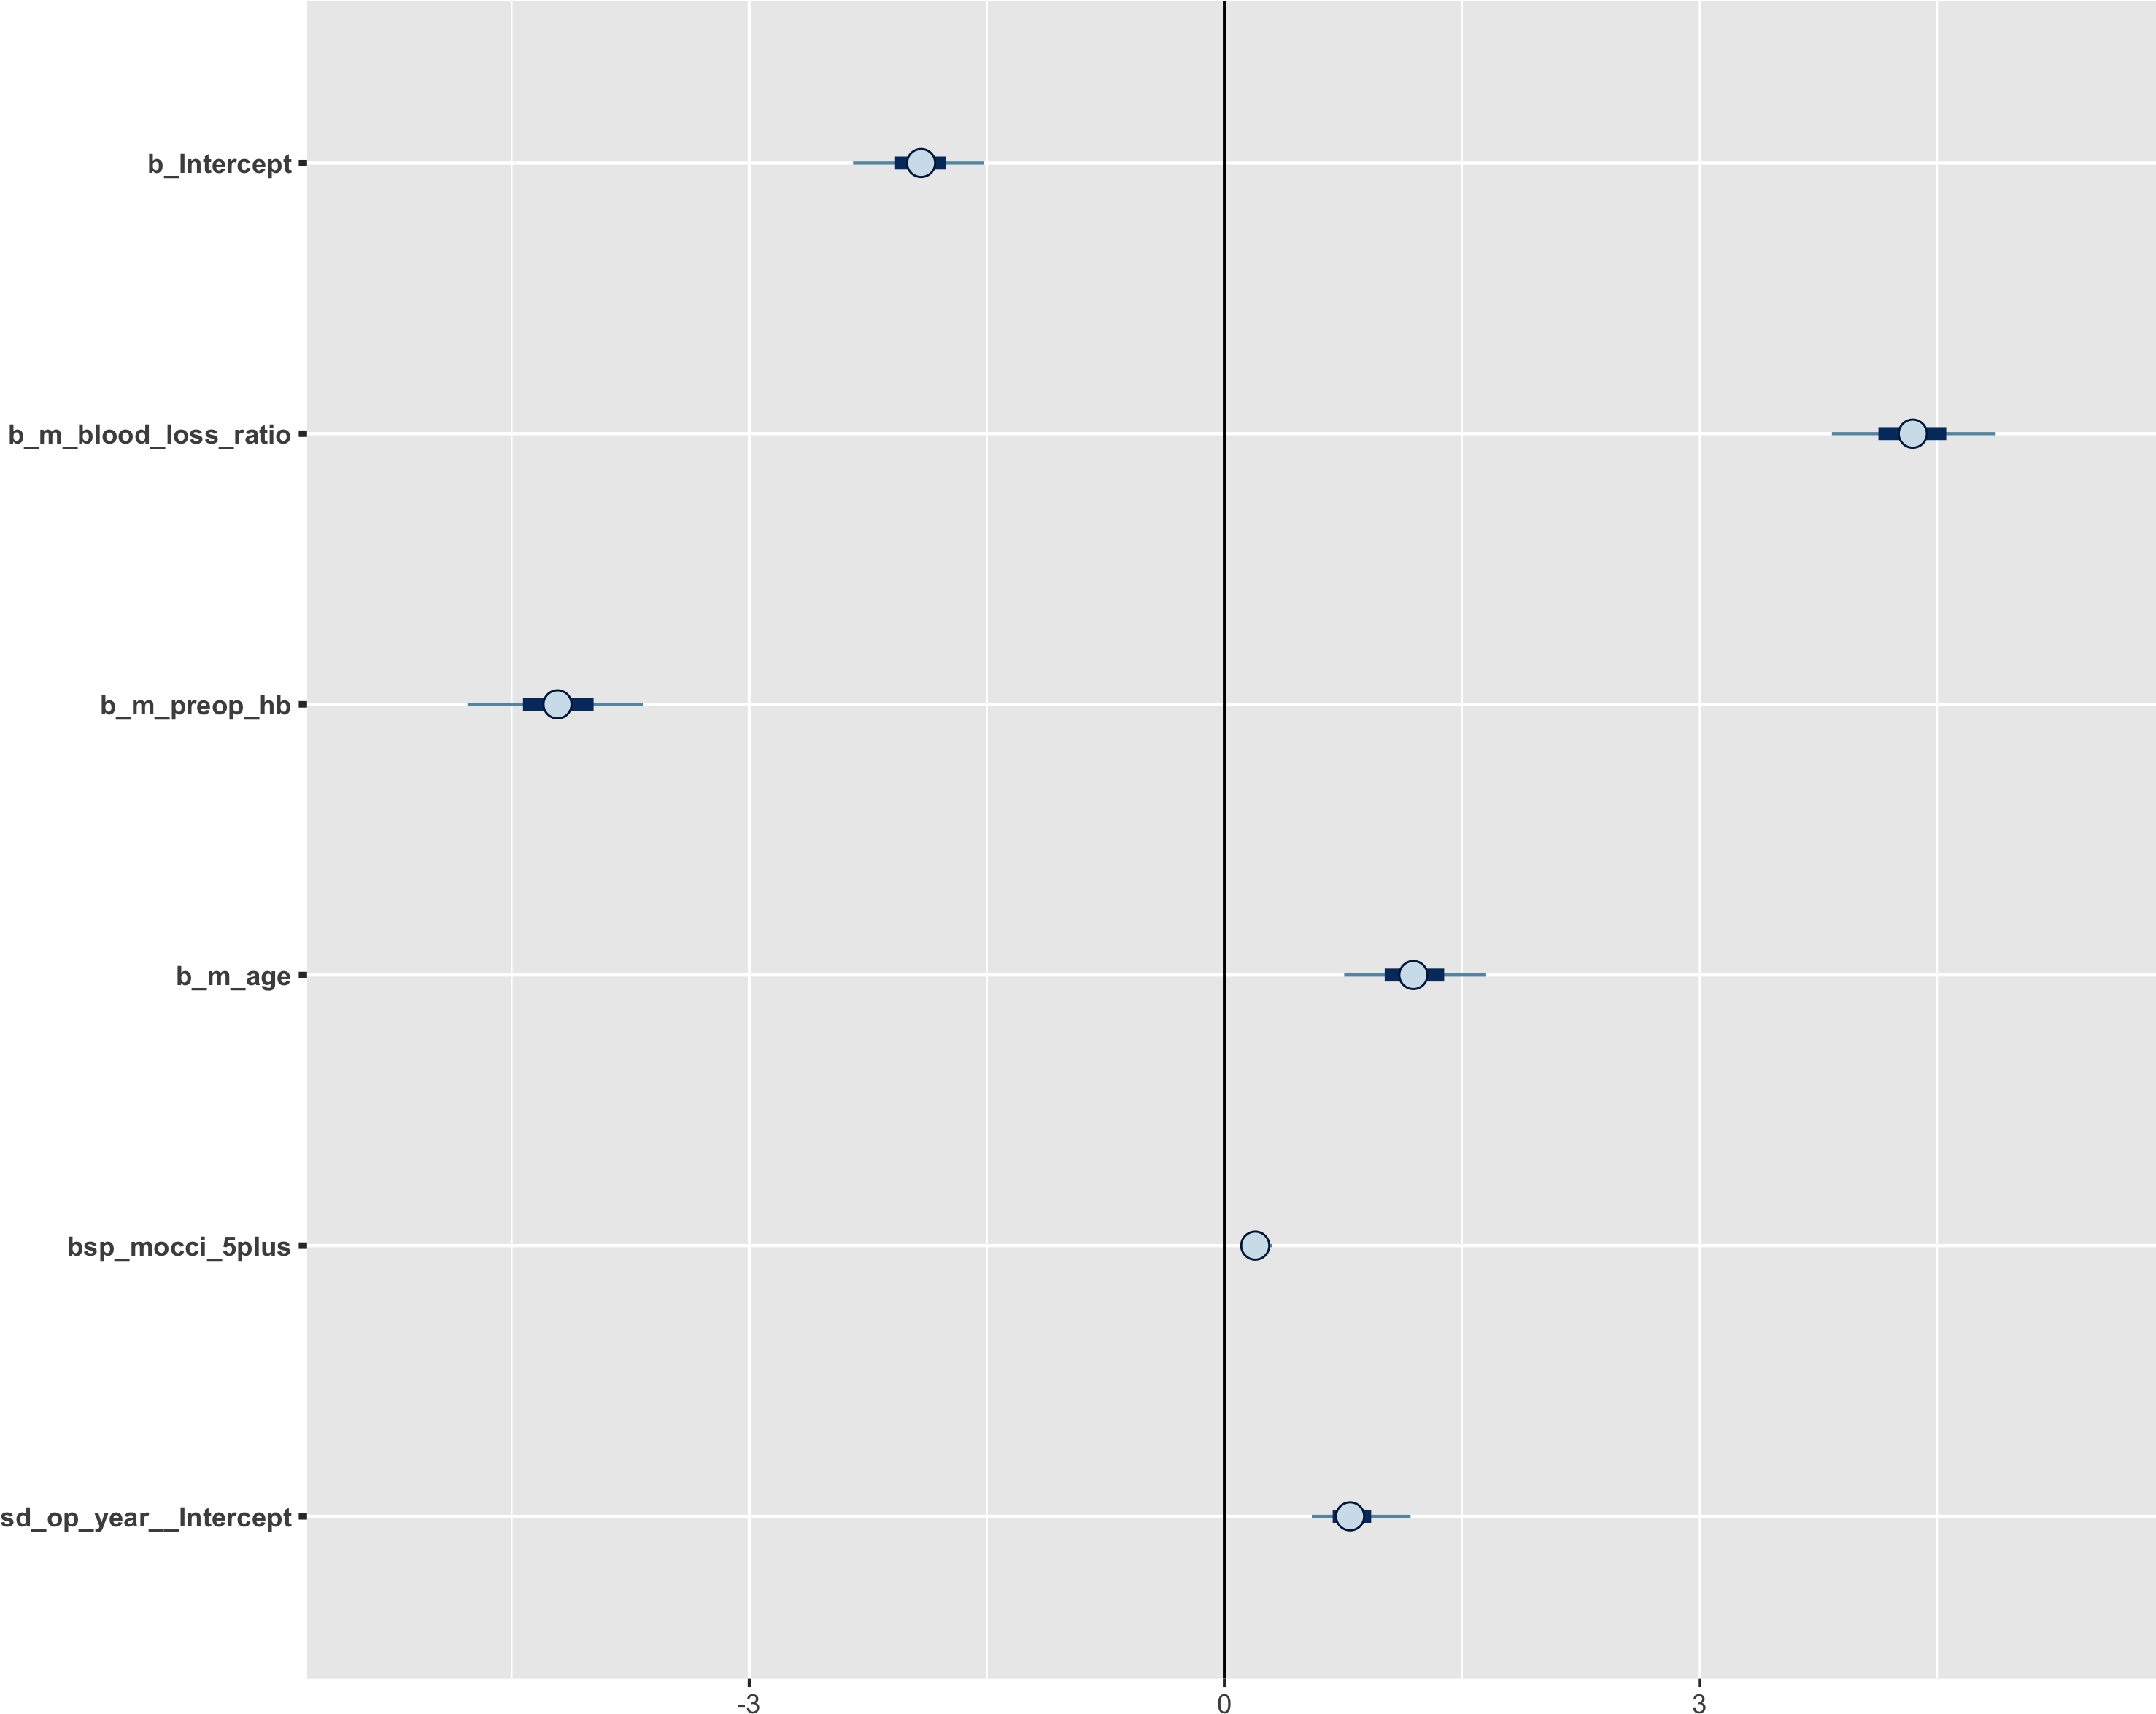 b_Intercept
b_m_blood_loss_ratio
b_m_preop_hb
b_m_age
bsp_mocci_5plus
sd_op_year__Intercept
-3 0 3